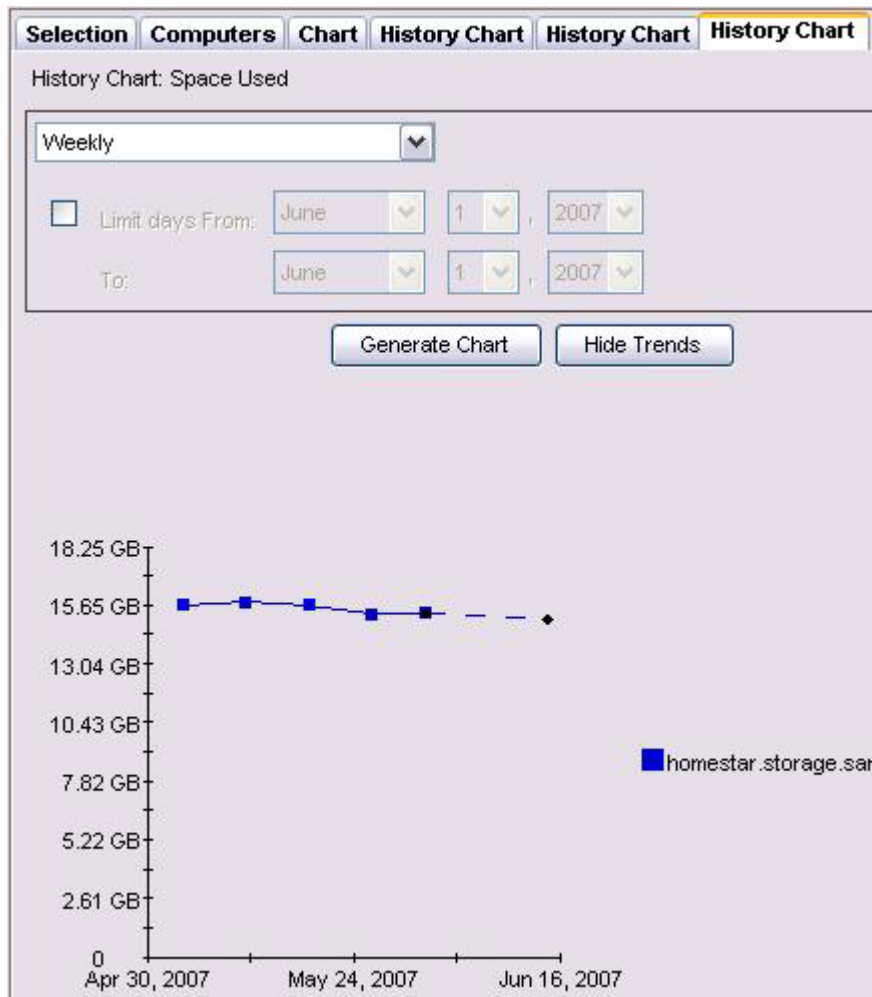 Selection Computers Chart History Chart History Chart History Chart
History Chart: Space Used
Weekly
Limit days From: June 1 , 2007
To: June 1 , 2007
Generate Chart Hide Trends
18.25 GB
15.65 GB
13.04 GB
10.43 GB
homestar.storage.sar
7.82 GB
5.22 GB
2.61 GB
0
Apr 30, 2007 May 24, 2007 Jun 16, 2007